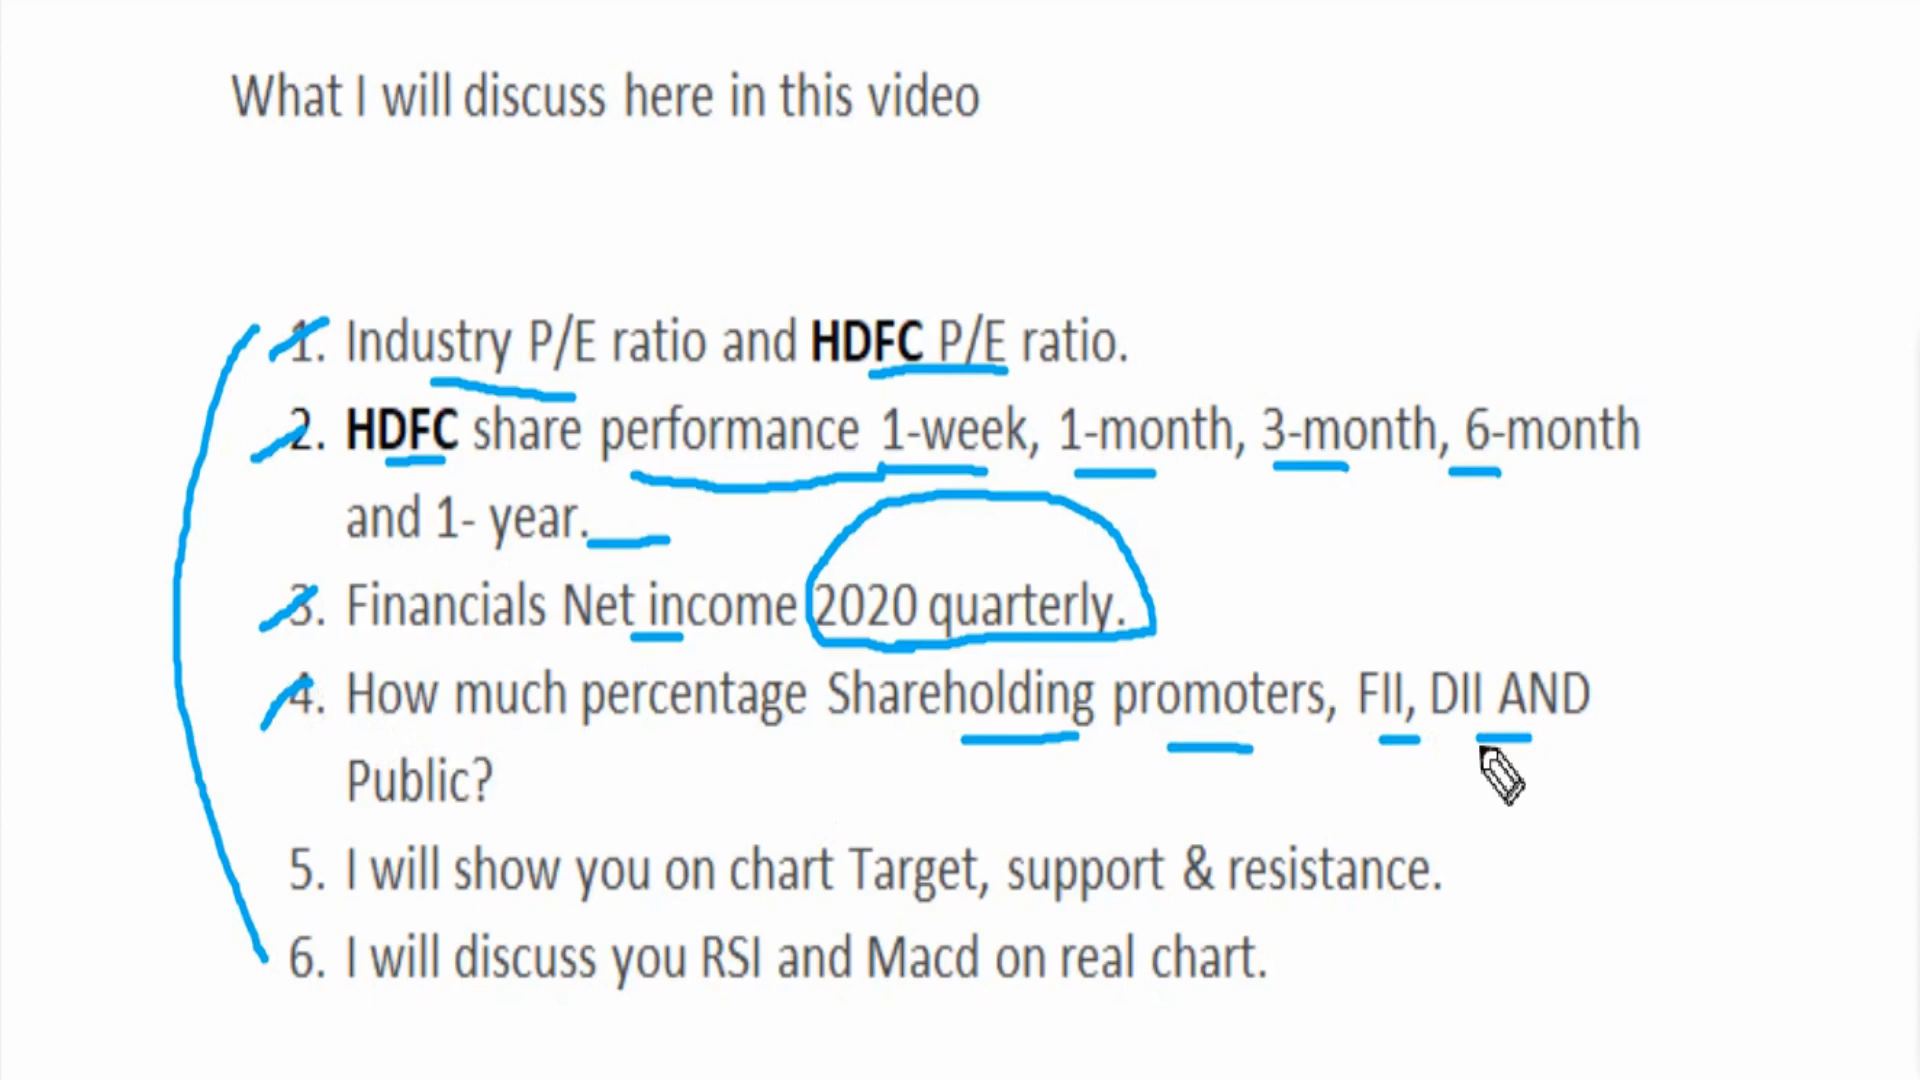 What I will discuss here in this video
1. Industry P/E ratio and HDFC P/E ratio.
2. HDFC share performance 1-week, 1-month, 3-month, 6-month
and 1- year.
3. Financials Net income 2020 quarterly.
4. How much percentage Shareholding promoters, FII, DII AND
Public?
5. I will show you on chart Target, support & resistance.
6. I will discuss you RSI and Macd on real chart.